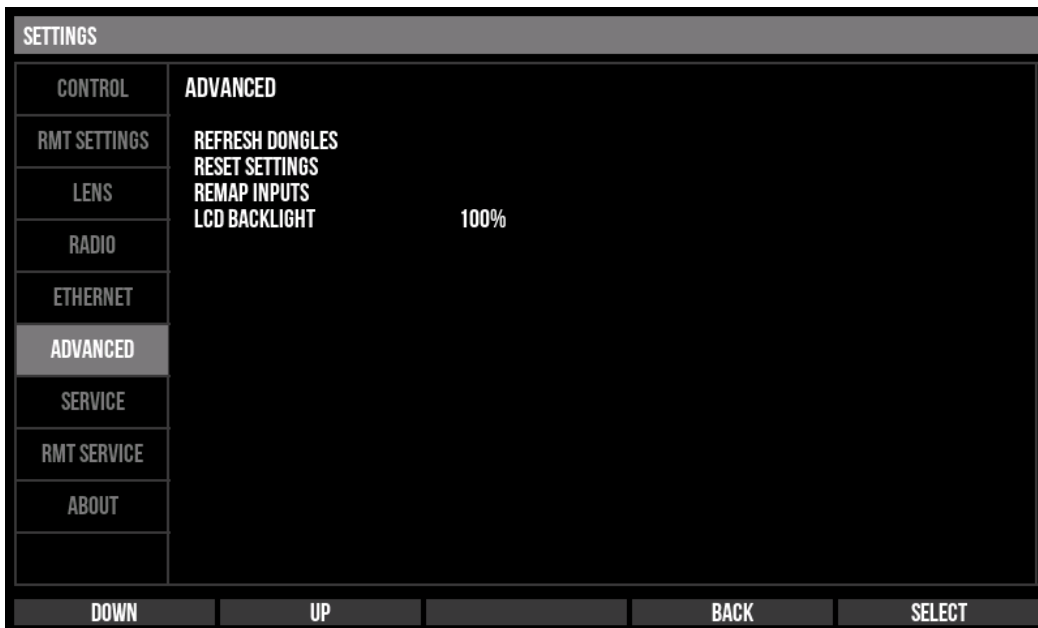 SETTINGS
CONTROL
RMT SETTINGS
LENS
RADIO
ETHERNET
ADVANCED
SERVICE
RMT SERVICE
ABOUT
ADVANCED
REFRESH DONGLES
RESET SETTINGS
REMAP INPUTS
LCD BACKLIGHT 100%
DOWN UP BACK SELECT